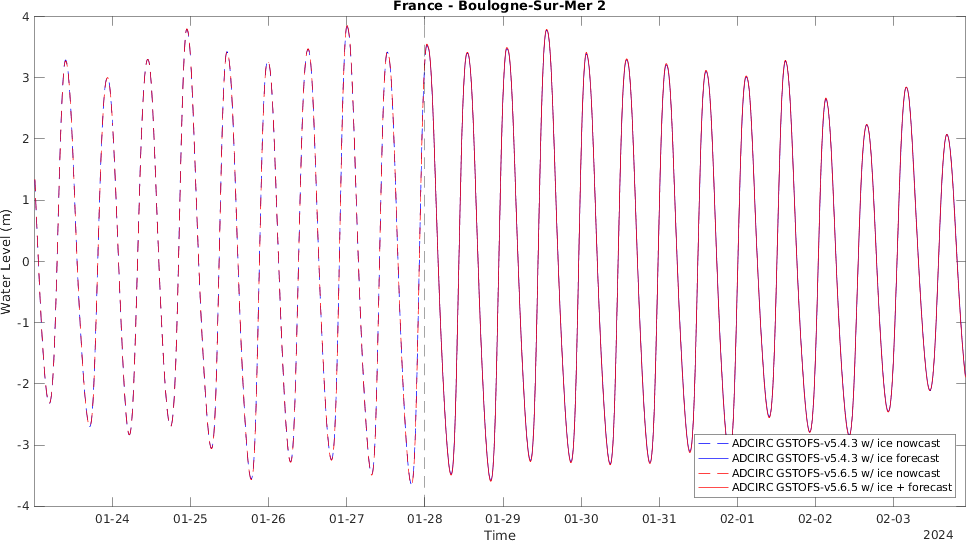 France - Boulogne-Sur-Mer 2
4
3
2
1
0
-1
-2
-3
-4
Water Level (m)
ADCIRC GSTOFS-v5.4.3 w/ ice nowcast
ADCIRC GSTOFS-v5.4.3 w/ ice forecast
ADCIRC GSTOFS-v5.6.5 w/ ice nowcast
ADCIRC GSTOFS-v5.6.5 w/ ice + forecast
01-24 01-25 01-26 01-27 01-28 01-29 01-30 01-31 02-01 02-02 02-03
Time
2024